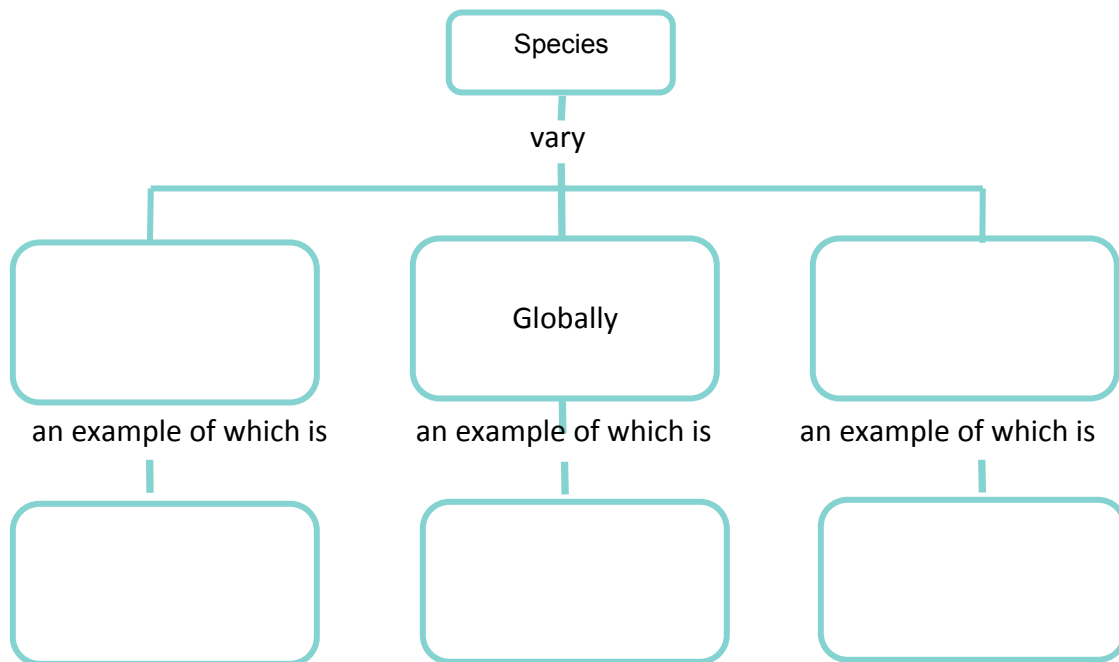 Species
vary
Globally
an example of which is
an example of which is
an example of which is